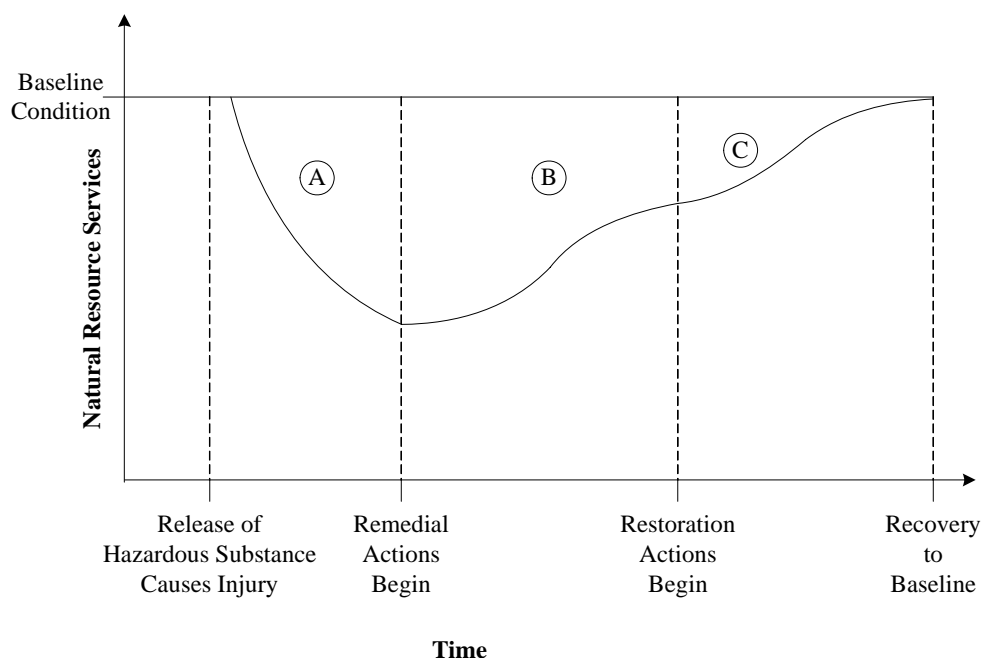 Baseline
Condition
Natural Resource Services
A
B
C
Release of
Hazardous Substance
Causes Injury
Remedial
Actions
Begin
Restoration
Actions
Begin
Recovery
to
Baseline
Time